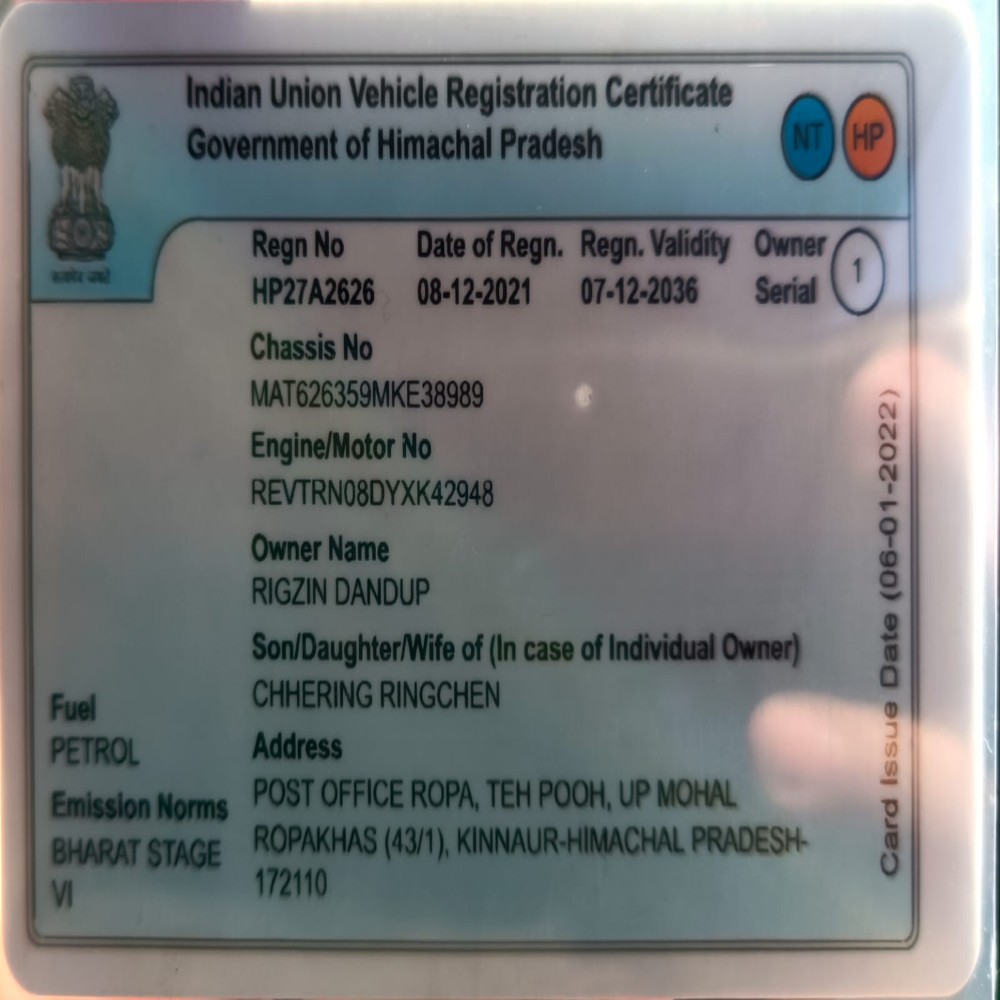 Indian Union Vehicle Registration Certificate
Government of Himachal Pradesh
NT HP
Regn No Date of Regn. Regn. Validity Owner
HP27A2626 08-12-2021 07-12-2036 Serial 1
Chassis No
MAT626359MKE38989
Engine/Motor No
REVTRN08DYXK42948
Owner Name
RIGZIN DANDUP
Son/Daughter/Wife of (In case of Individual Owner)
CHHERING RINGCHEN
Fuel
PETROL
Address
POST OFFICE ROPA, TEH POOH, UP MOHAL
ROPAKHAS (43/1), KINNAUR-HIMACHAL PRADESH-
172110
Emission Norms
BHARAT STAGE
VI
Card Issue Date (06-01-2022)